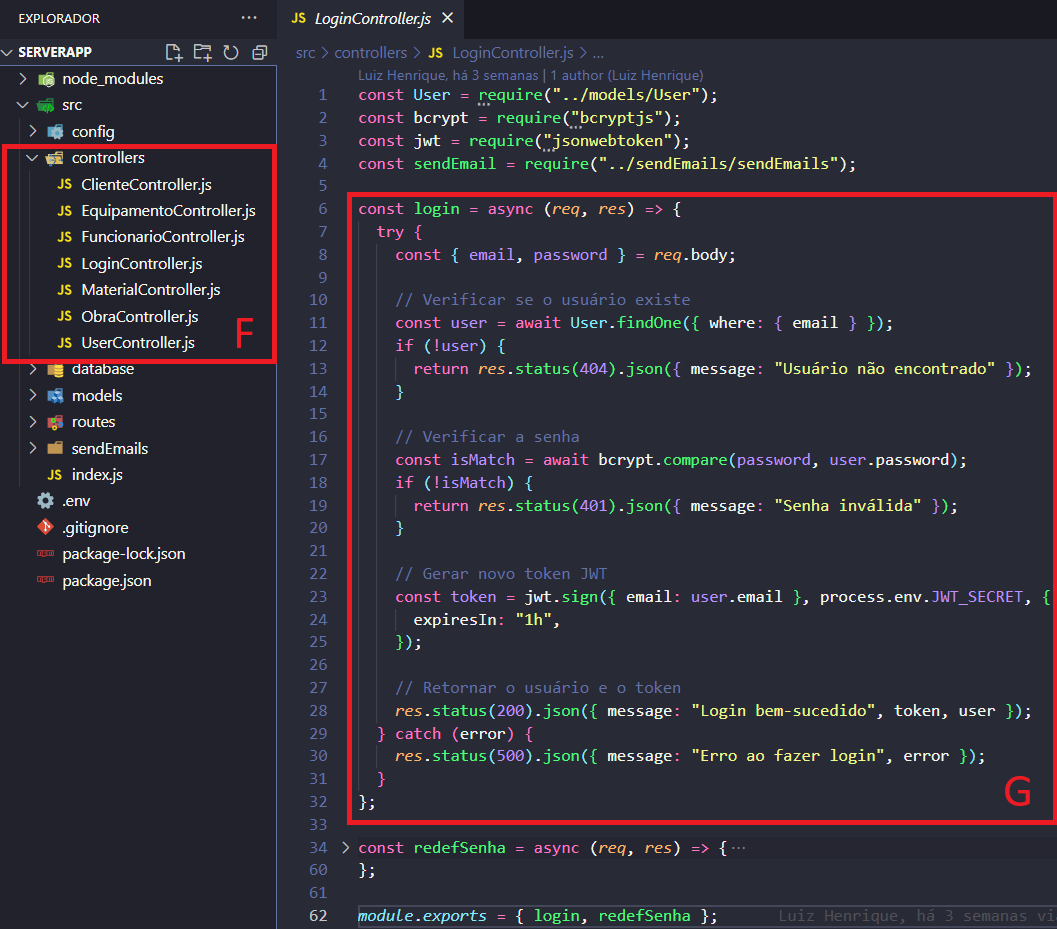 EXPLORADOR ···
SERVERAPP
node_modules
src
config
controllers
JS ClienteController.js
JS EquipamentoController.js
JS FuncionarioController.js
JS LoginController.js
JS MaterialController.js
JS ObraController.js
JS UserController.js
F
database
models
routes
sendEmails
JS index.js
.env
.gitignore
npm package-lock.json
npm package.json
JS LoginController.js ×
src > controllers > JS LoginController.js > ...
Luiz Henrique, há 3 semanas | 1 author (Luiz Henrique)
1 const User = require("../models/User");
2 const bcrypt = require("bcryptjs");
3 const jwt = require("jsonwebtoken");
4 const sendEmail = require("../sendEmails/sendEmails");
5
6 const login = async (req, res) => {
7 try {
8 const { email, password } = req.body;
9
10 // Verificar se o usuário existe
11 const user = await User.findOne({ where: { email } });
12 if (!user) {
13 return res.status(404).json({ message: "Usuário não encontrado" });
14 }
15
16 // Verificar a senha
17 const isMatch = await bcrypt.compare(password, user.password);
18 if (!isMatch) {
19 return res.status(401).json({ message: "Senha inválida" });
20 }
21
22 // Gerar novo token JWT
23 const token = jwt.sign({ email: user.email }, process.env.JWT_SECRET, {
24 expiresIn: "1h",
25 });
26
27 // Retornar o usuário e o token
28 res.status(200).json({ message: "Login bem-sucedido", token, user });
29 } catch (error) {
30 res.status(500).json({ message: "Erro ao fazer login", error });
31 }
32 };
G
33
34 const redefSenha = async (req, res) => {···
60 };
61
62 module.exports = { login, redefSenha }; Luiz Henrique, há 3 semanas